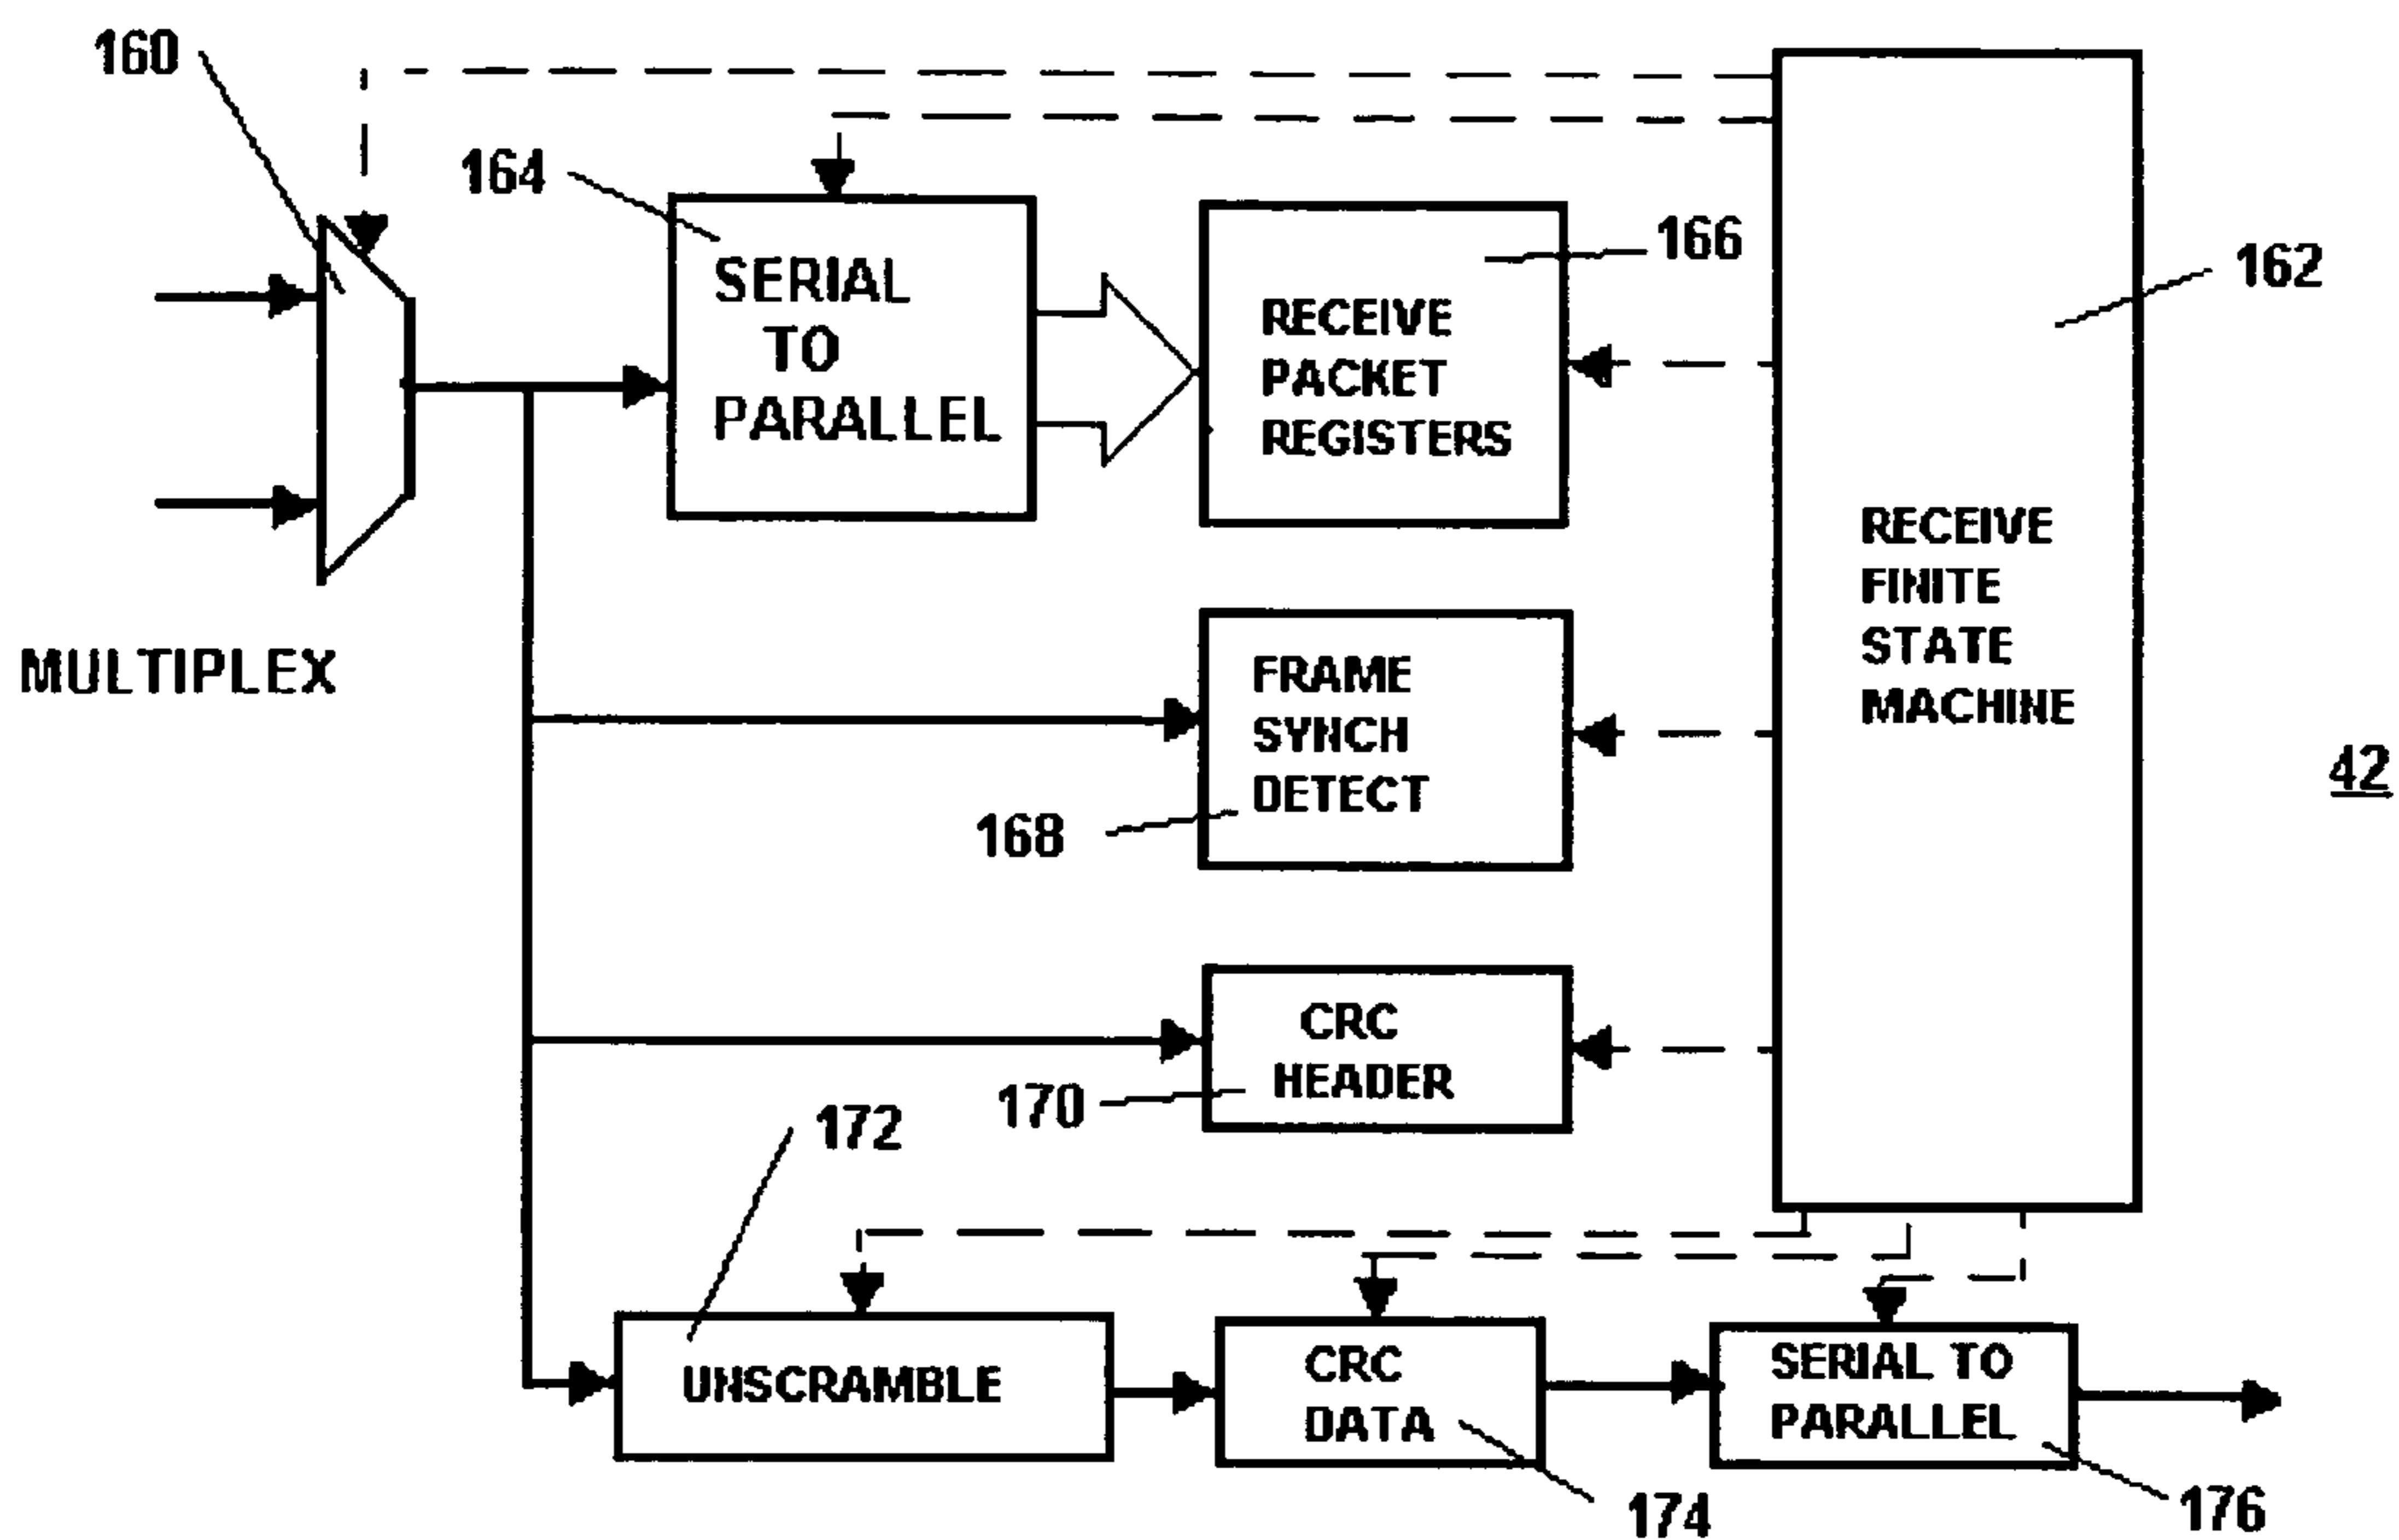 160
164
SERIAL
TO
PARALLEL
166
RECEIVE
PACKET
REGISTERS
162
RECEIVE
FINITE
STATE
MACHINE
MULTIPLEX
FRAME
SYNCH
DETECT
168
42
CRC
HEADER
170
172
UNSCRAMBLE
CRC
DATA
174
SERIAL TO
PARALLEL
176